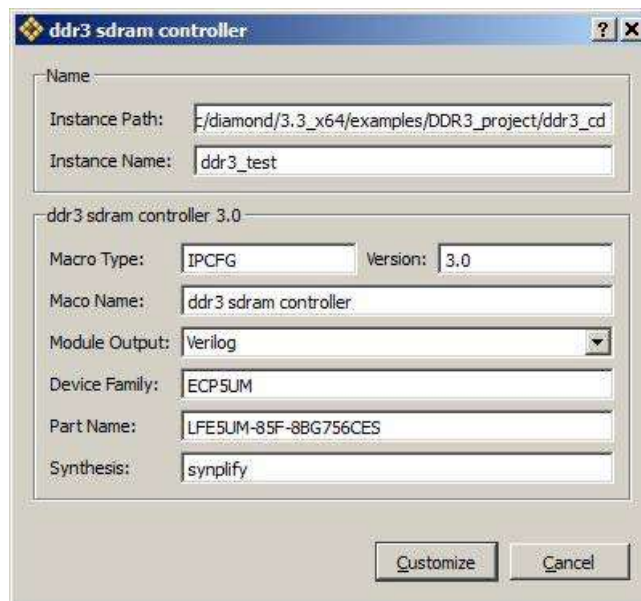 ddr3 sdram controller
Name
Instance Path: c/diamond/3.3_x64/examples/DDR3_project/ddr3_cd
Instance Name: ddr3_test
ddr3 sdram controller 3.0
Macro Type: IPCFG Version: 3.0
Maco Name: ddr3 sdram controller
Module Output: Verilog
Device Family: ECP5UM
Part Name: LFE5UM-85F-8BG756CES
Synthesis: synplify
Customize Cancel